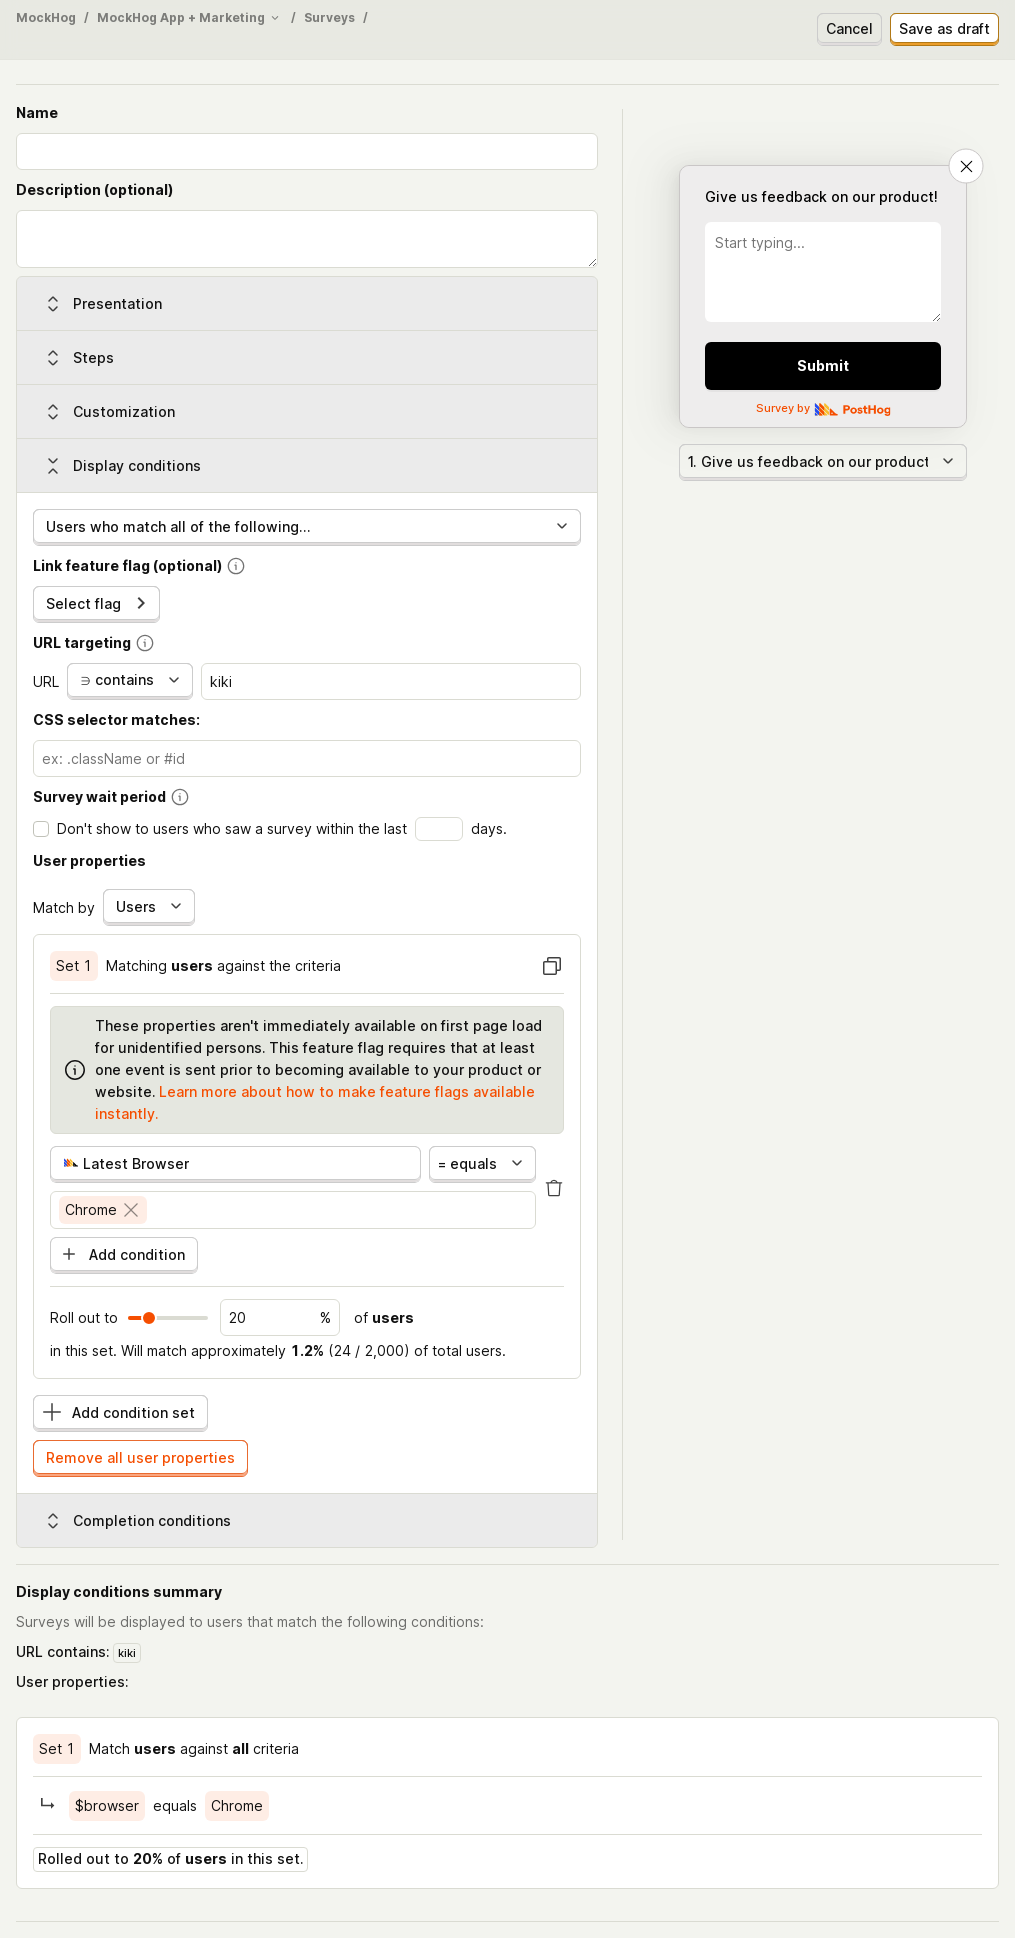 MockHog / MockHog App + Marketing / Surveys /
Cancel
Save as draft
Name
Description (optional)
Presentation
Steps
Customization
Display conditions
Users who match all of the following...
Link feature flag (optional)
Select flag
URL targeting
URL ∋ contains kiki
CSS selector matches:
ex: .className or #id
Survey wait period
Don't show to users who saw a survey within the last days.
User properties
Match by Users
Set 1 Matching users against the criteria
These properties aren't immediately available on first page load
for unidentified persons. This feature flag requires that at least
one event is sent prior to becoming available to your product or
website. Learn more about how to make feature flags available
instantly.
Latest Browser = equals
Chrome
Add condition
Roll out to 20 % of users
in this set. Will match approximately 1.2% (24 / 2,000) of total users.
Add condition set
Remove all user properties
Completion conditions
Give us feedback on our product!
Start typing...
Submit
Survey by PostHog
1. Give us feedback on our product
Display conditions summary
Surveys will be displayed to users that match the following conditions:
URL contains: kiki
User properties:
Set 1 Match users against all criteria
$browser equals Chrome
Rolled out to 20% of users in this set.